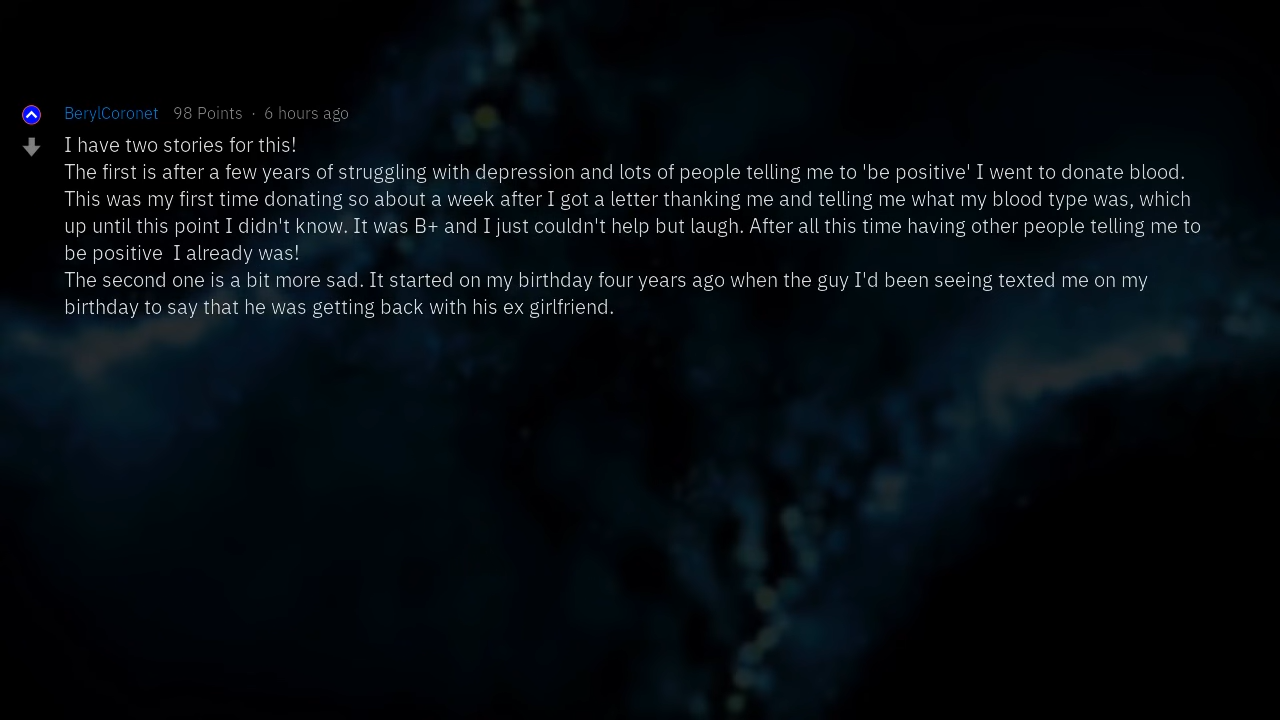 BerylCoronet 98 Points · 6 hours ago
I have two stories for this!
The first is after a few years of struggling with depression and lots of people telling me to 'be positive' I went to donate blood.
This was my first time donating so about a week after I got a letter thanking me and telling me what my blood type was, which
up until this point I didn't know. It was B+ and I just couldn't help but laugh. After all this time having other people telling me to
be positive  I already was!
The second one is a bit more sad. It started on my birthday four years ago when the guy I'd been seeing texted me on my
birthday to say that he was getting back with his ex girlfriend.